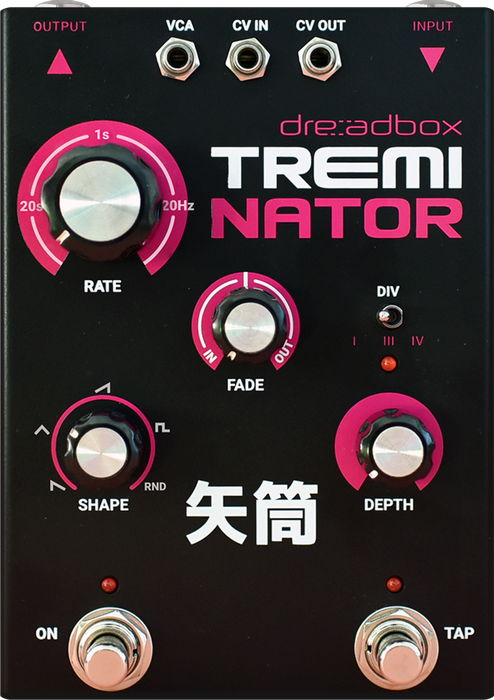 OUTPUT VCA CV IN CV OUT INPUT
dre:adbox
TREMI
NATOR
1s
20s 20Hz
RATE
DIV
I III IV
IN OUT
FADE
RND
SHAPE
DEPTH
矢筒
ON TAP